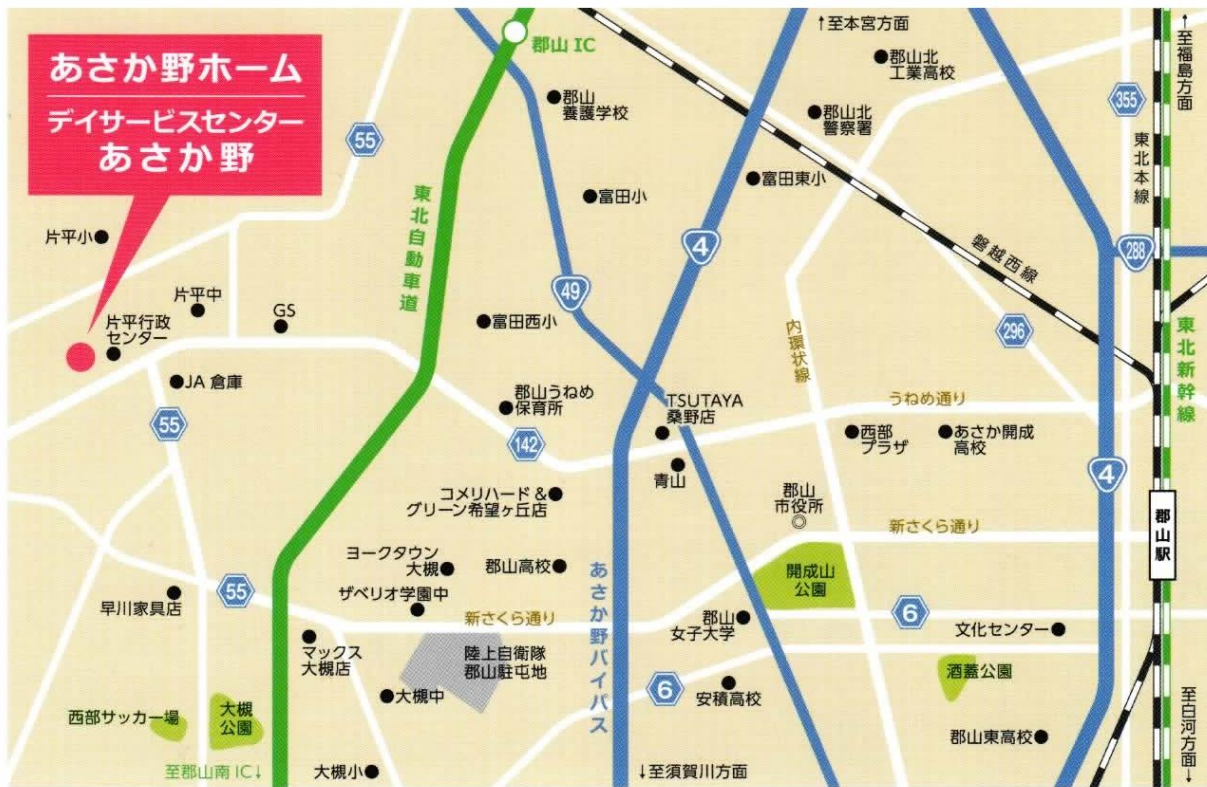 あさか野ホーム
デイサービスセンター
あさか野
郡山 IC
↑至本宮方面
郡山北
工業高校
↑至福島方面
355
東北本線
郡山
養護学校
郡山北
警察署
55
富田小
富田東小
東北自動車道
片平小
4
磐越西線
288
49
片平中
GS
富田西小
片平行政
センター
内環状線
296
東北新幹線
JA 倉庫
郡山うねめ
保育所
TSUTAYA
桑野店
うねめ通り
55
142
西部
プラザ
あさか開成
高校
青山
4
コメリハード &
グリーン希望ヶ丘店
郡山
市役所
新さくら通り
郡山駅
ヨークタウン
大槻
郡山高校
あさか野バイパス
開成山
公園
早川家具店
55
ザベリオ学園中
新さくら通り
郡山
女子大学
6
文化センター
マックス
大槻店
陸上自衛隊
郡山駐屯地
6
安積高校
酒蓋公園
大槻中
西部サッカー場
大槻
公園
郡山東高校
至白河方面↓
至郡山南 IC↓
大槻小
↓至須賀川方面